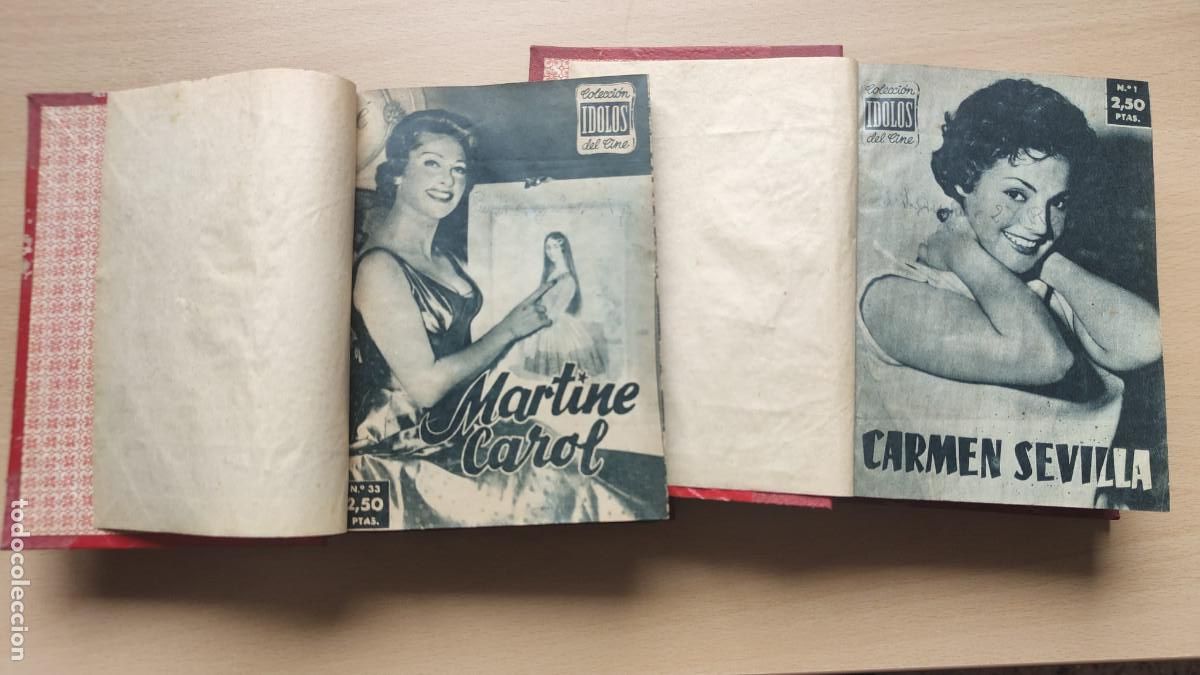 Colección
IDOLOS
del Cine
Martine
Carol
N.º 33
2,50
PTAS.
Colección
IDOLOS
del Cine
N.º 1
2,50
PTAS.
CARMEN SEVILLA
todocoleccion